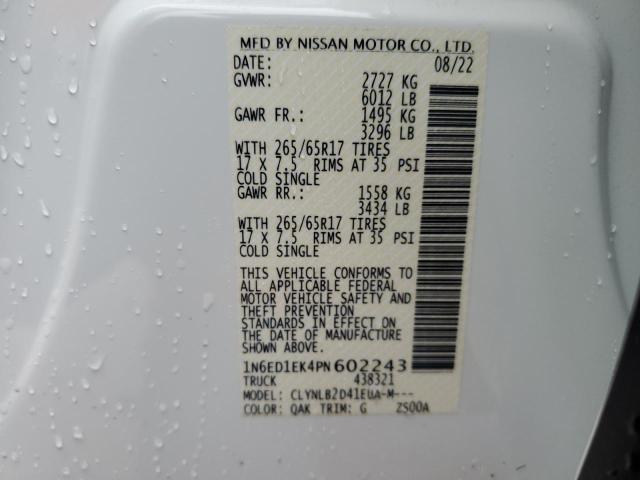 MFD BY NISSAN MOTOR CO., LTD.
DATE: 08/22
GVWR: 2727 KG
6012 LB
GAWR FR.: 1495 KG
3296 LB
WITH 265/65R17 TIRES
17 X 7.5 RIMS AT 35 PSI
COLD SINGLE
GAWR RR.: 1558 KG
3434 LB
WITH 265/65R17 TIRES
17 X 7.5 RIMS AT 35 PSI
COLD SINGLE
THIS VEHICLE CONFORMS TO
ALL APPLICABLE FEDERAL
MOTOR VEHICLE SAFETY AND
THEFT PREVENTION
STANDARDS IN EFFECT ON
THE DATE OF MANUFACTURE
SHOWN ABOVE.
1N6ED1EK4PN602243
TRUCK 438321
MODEL: CLYNLB2D41EUA-M---
COLOR: QAK TRIM: G ZS00A